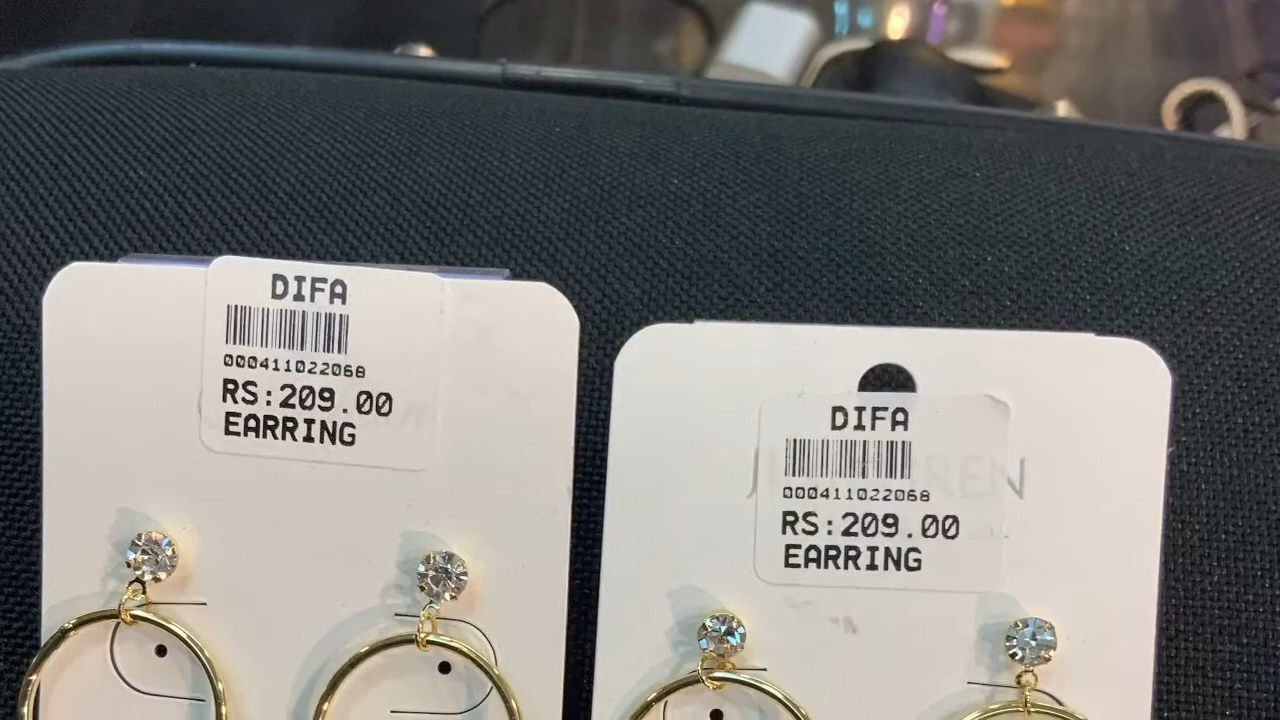 DIFA
000411022068
RS:209.00
EARRING
DIFA
000411022068
RS:209.00
EARRING